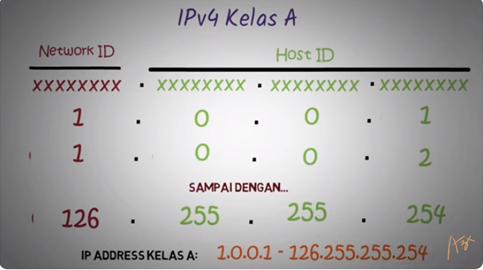 IPv4 Kelas A
Network ID Host ID
xxxxxxxx . xxxxxxxx . xxxxxxxx . xxxxxxxx
1 . 0 . 0 . 1
1 . 0 . 0 . 2
SAMPAI DENGAN...
126 . 255 . 255 . 254
IP ADDRESS KELAS A: 1.0.0.1 - 126.255.255.254